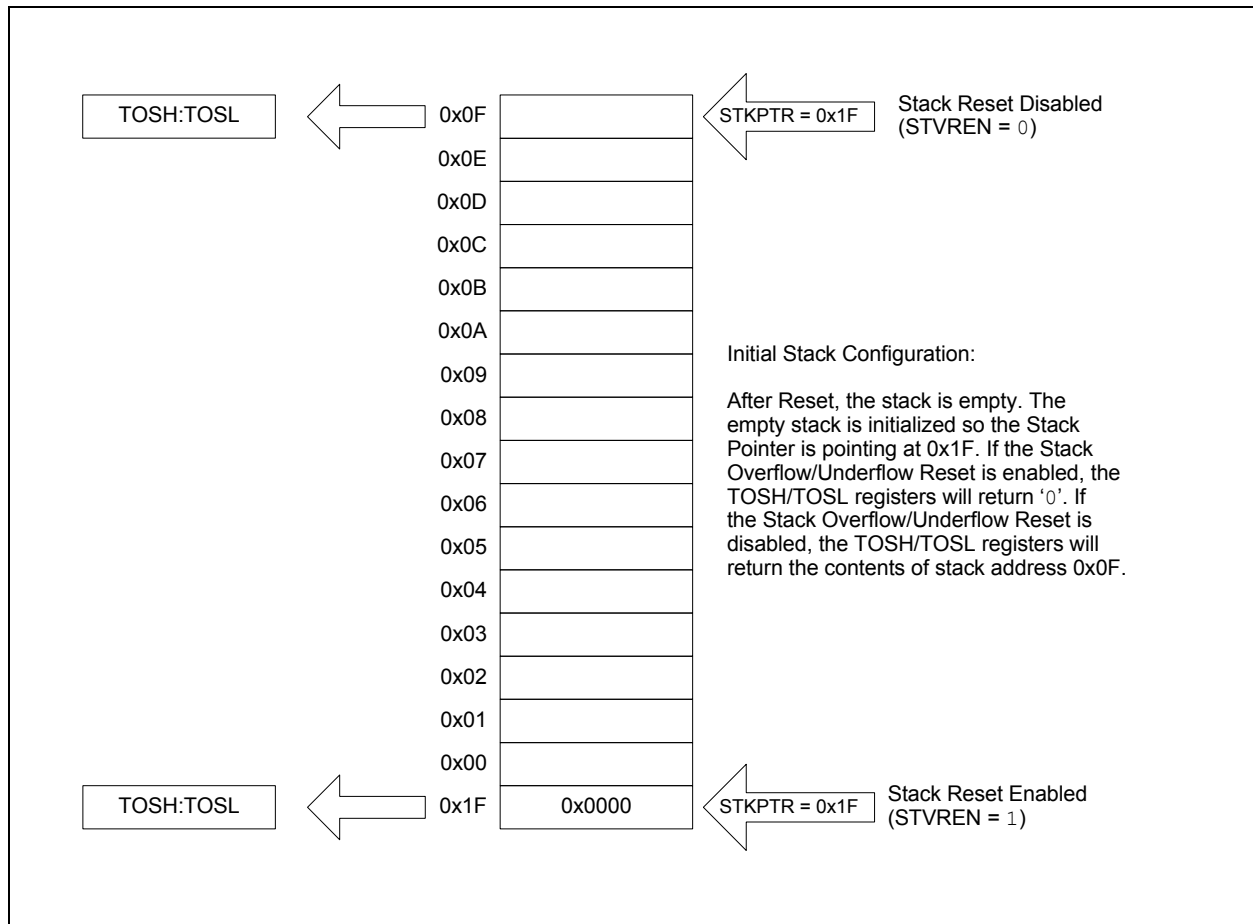 TOSH:TOSL
0x0F
STKPTR = 0x1F
Stack Reset Disabled
(STVREN = 0)
0x0E
0x0D
0x0C
0x0B
0x0A
0x09
0x08
0x07
0x06
0x05
0x04
0x03
0x02
0x01
0x00
Initial Stack Configuration:
After Reset, the stack is empty. The
empty stack is initialized so the Stack
Pointer is pointing at 0x1F. If the Stack
Overflow/Underflow Reset is enabled, the
TOSH/TOSL registers will return ‘0’. If
the Stack Overflow/Underflow Reset is
disabled, the TOSH/TOSL registers will
return the contents of stack address 0x0F.
TOSH:TOSL
0x1F
0x0000
STKPTR = 0x1F
Stack Reset Enabled
(STVREN = 1)